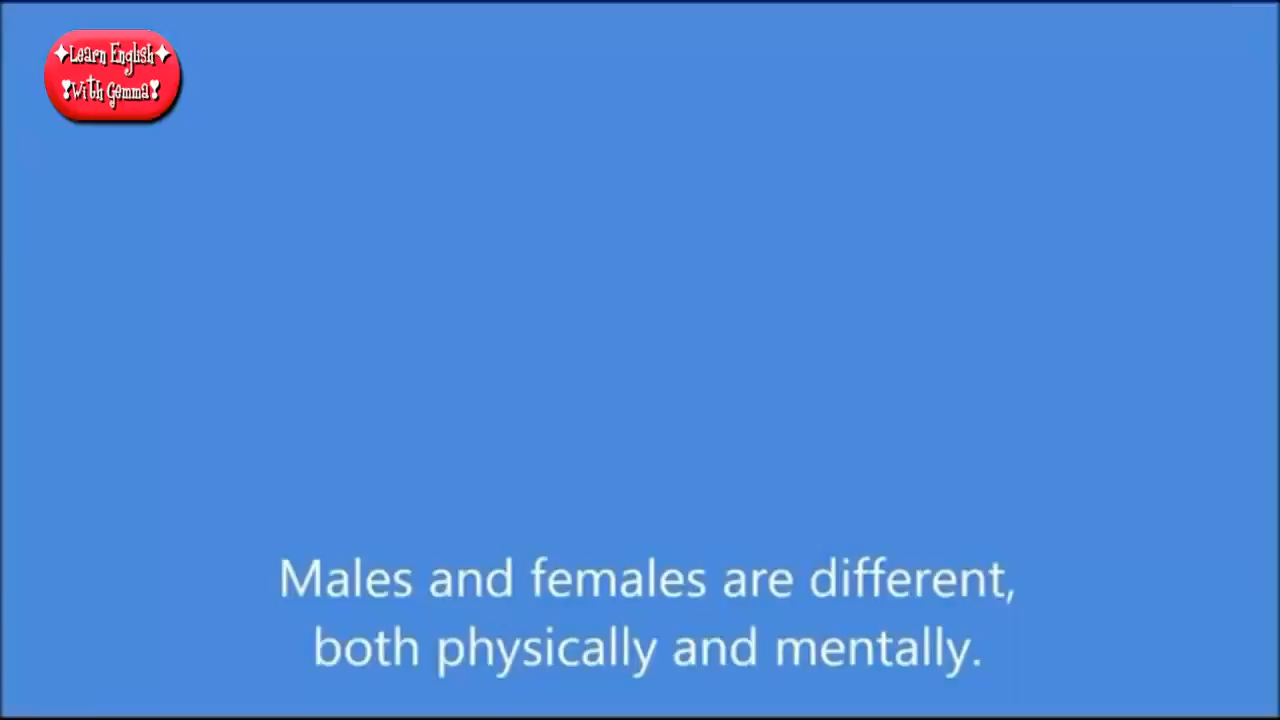 ✦Learn English✦
❣With Gemma❣
Males and females are different,
both physically and mentally.